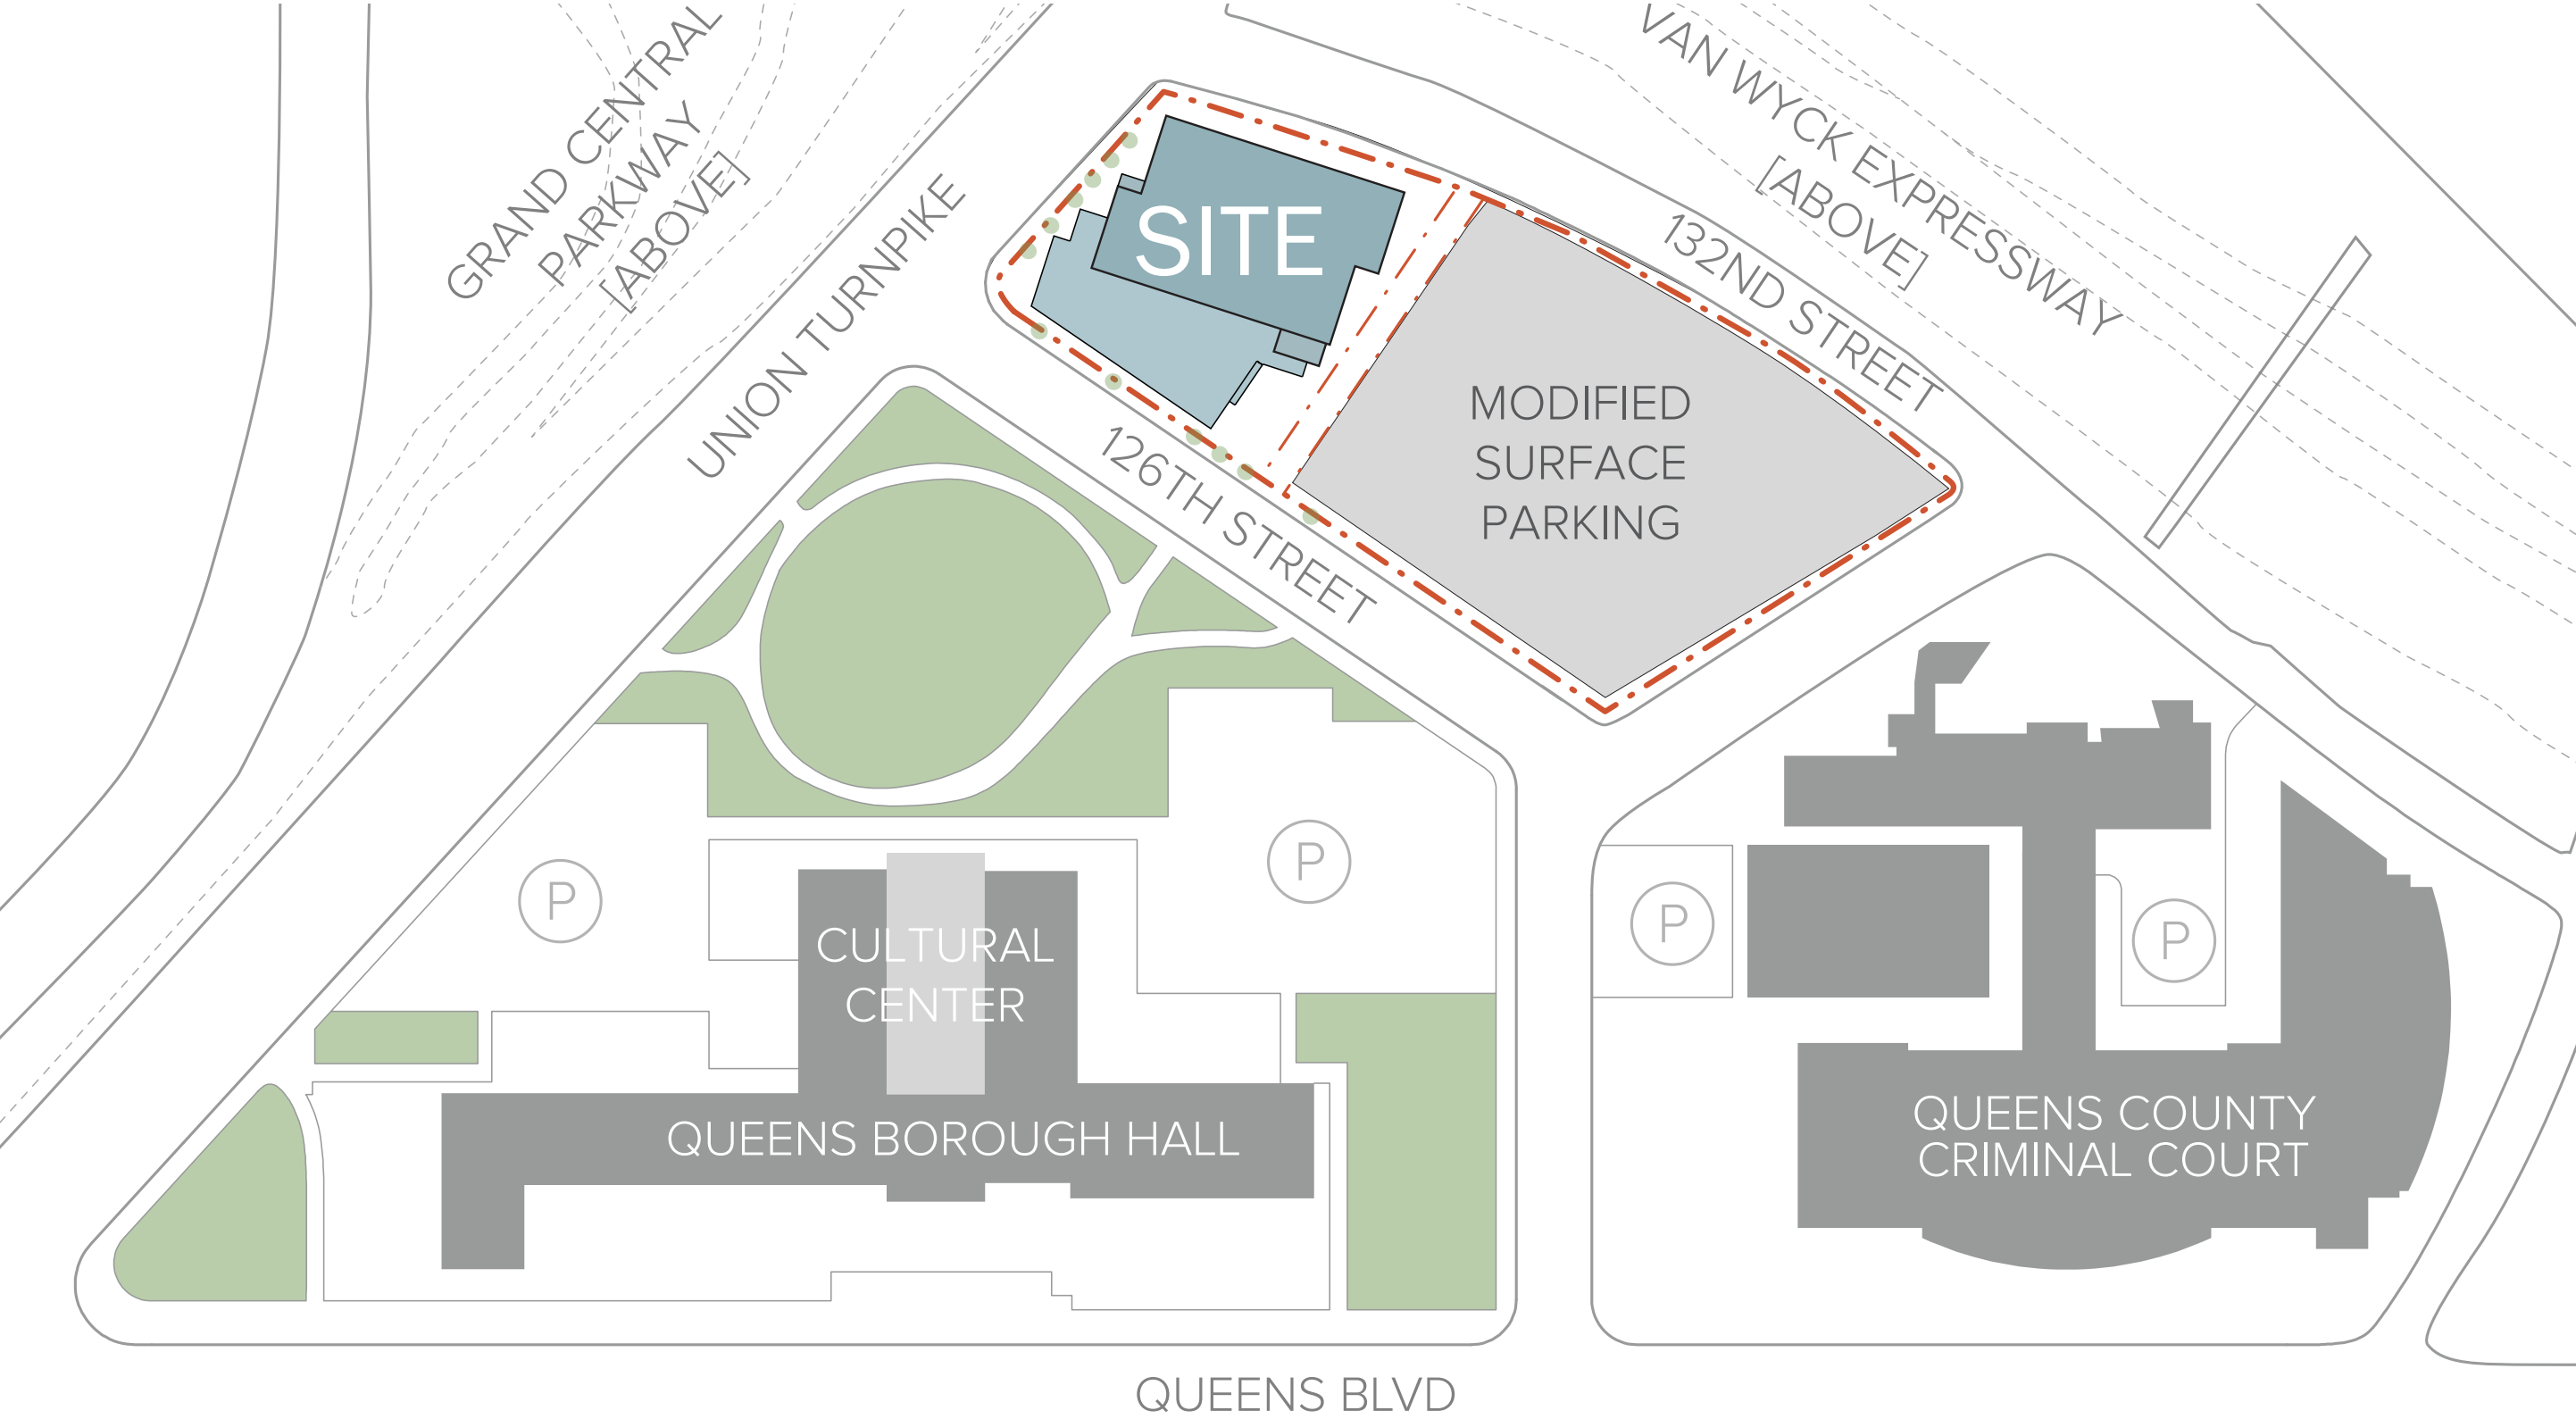 GRAND CENTRAL
PARKWAY
[ABOVE]
UNION TURNPIKE
VAN WYCK EXPRESSWAY
[ABOVE]
132ND STREET
SITE
MODIFIED
SURFACE
PARKING
126TH STREET
P
P
P
P
CULTURAL
CENTER
QUEENS BOROUGH HALL
QUEENS COUNTY
CRIMINAL COURT
QUEENS BLVD